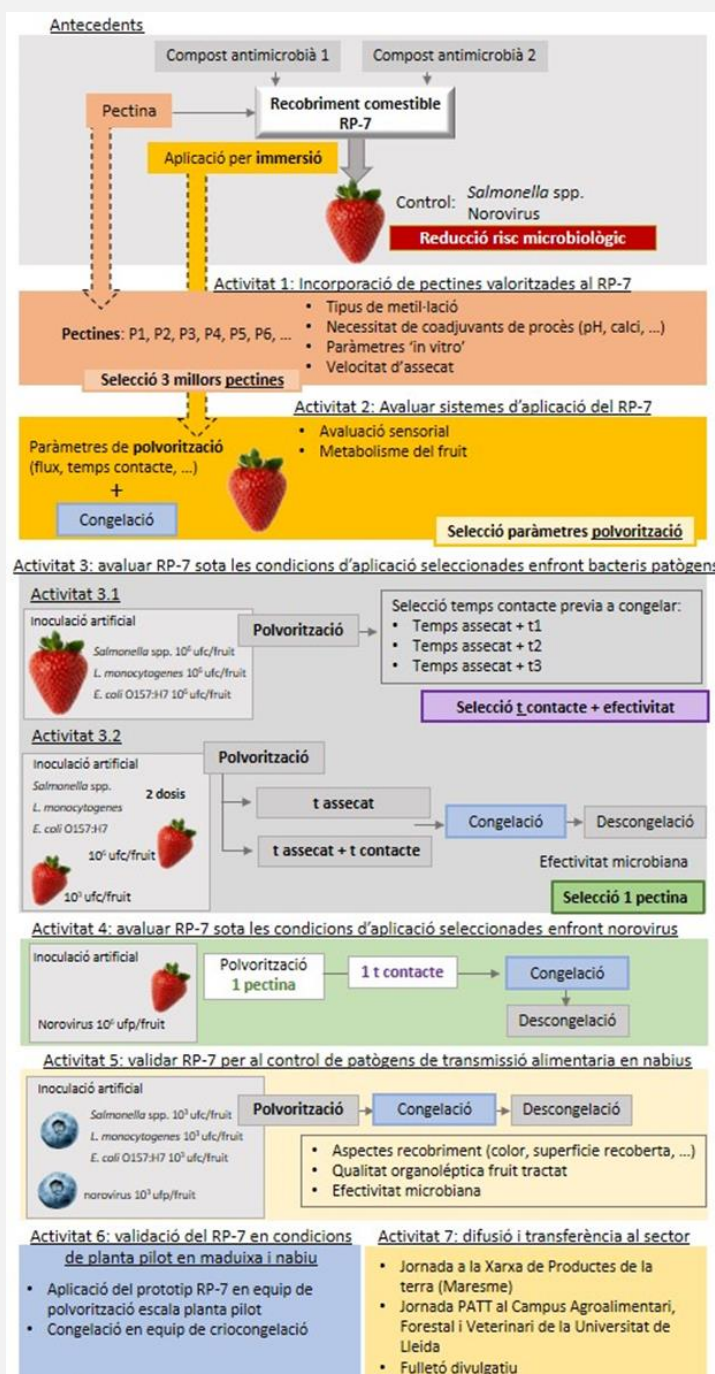 Antecedents
Compost antimicrobià 1
Compost antimicrobià 2
Pectina
Recobriment comestible
RP-7
Aplicació per immersió
Control:
Salmonella spp.
Norovirus
Reducció risc microbiològic
Activitat 1: Incorporació de pectines valoritzades al RP-7
Pectines: P1, P2, P3, P4, P5, P6, ...
• Tipus de metil·lació
• Necessitat de coadjuvants de procès (pH, calci, ...)
• Paràmetres 'in vitro'
• Velocitat d'assecat
Selecció 3 millors pectines
Activitat 2: Avaluar sistemes d'aplicació del RP-7
Paràmetres de polvorització
(flux, temps contacte, ...)
+
Congelació
• Avaluació sensorial
• Metabolisme del fruit
Selecció paràmetres polvorització
Activitat 3: avaluar RP-7 sota les condicions d'aplicació seleccionades enfront bacteris patògens
Activitat 3.1
Inoculació artificial
Salmonella spp. 10⁶ ufc/fruit
L. monocytogenes 10⁶ ufc/fruit
E. coli O157:H7 10⁶ ufc/fruit
Polvorització
Selecció temps contacte previa a congelar:
• Temps assecat + t1
• Temps assecat + t2
• Temps assecat + t3
Selecció t contacte + efectivitat
Activitat 3.2
Inoculació artificial
Salmonella spp.
L. monocytogenes
E. coli O157:H7
2 dosis
10⁶ ufc/fruit
10³ ufc/fruit
Polvorització
t assecat
t assecat + t contacte
Congelació
Descongelació
Efectivitat microbiana
Selecció 1 pectina
Activitat 4: avaluar RP-7 sota les condicions d'aplicació seleccionades enfront norovirus
Inoculació artificial
Norovirus 10⁶ ufp/fruit
Polvorització
1 pectina
1 t contacte
Congelació
Descongelació
Activitat 5: validar RP-7 per al control de patògens de transmissió alimentaria en nabius
Inoculació artificial
Salmonella spp. 10³ ufc/fruit
L. monocytogenes 10³ ufc/fruit
E. coli O157:H7 10³ ufc/fruit
norovirus 10³ ufp/fruit
Polvorització
Congelació
Descongelació
• Aspectes recobriment (color, superficie recoberta, ...)
• Qualitat organoléptica fruit tractat
• Efectivitat microbiana
Activitat 6: validació del RP-7 en condicions
de planta pilot en maduixa i nabiu
• Aplicació del prototip RP-7 en equip de
polvorització escala planta pilot
• Congelació en equip de criocongelació
Activitat 7: difusió i transferència al sector
• Jornada a la Xarxa de Productes de la
terra (Maresme)
• Jornada PATT al Campus Agroalimentari,
Forestal i Veterinari de la Universitat de
Lleida
• Fulletó divulgatiu